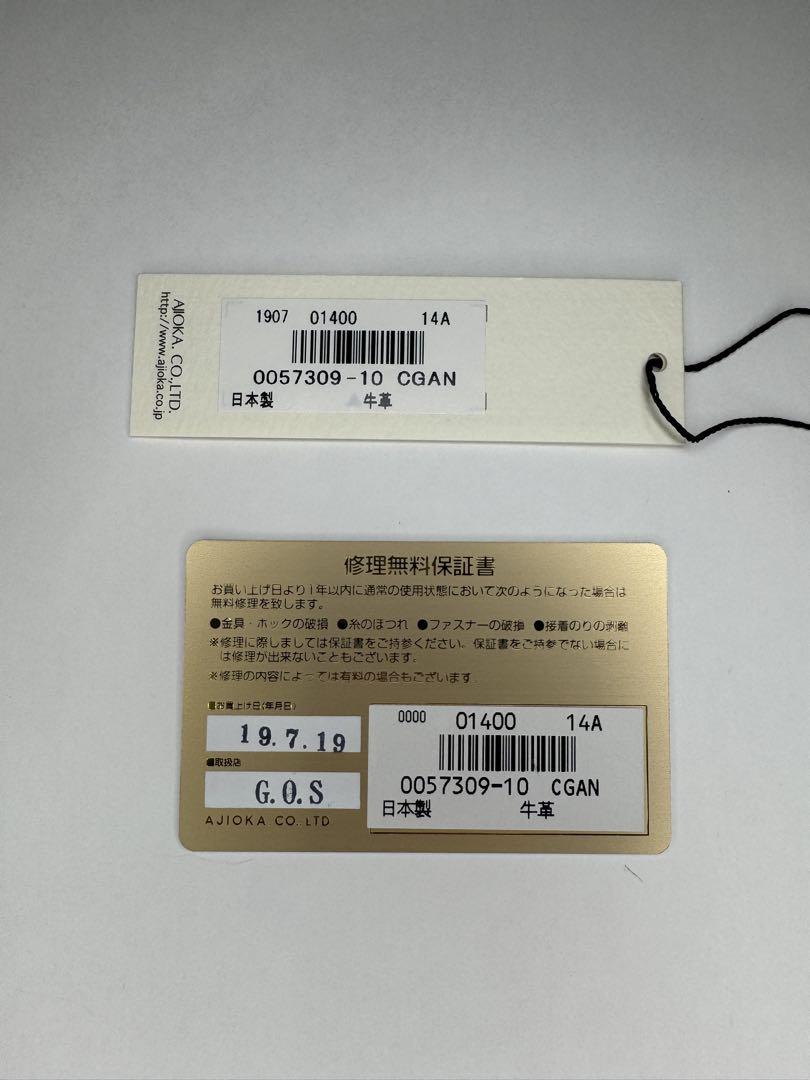 AJIOKA. CO.,LTD.
http://www.ajioka.co.jp
1907 01400 14A
0057309-10 CGAN
日本製 牛革
修理無料保証書
お買い上げ日より1年以内に通常の使用状態において次のようになった場合は
無料修理を致します。
●金具・ホックの破損 ●糸のほつれ ●ファスナーの破損 ●接着のりの剥離
※修理に際しましては保証書をご持参ください。保証書をご持参でない場合に
は修理が出来ないこともございます。
※修理の内容によっては有料の場合もございます。
■お買上げ日(年月日)
19.7.19
■取扱店
G.O.S
AJIOKA CO., LTD
0000 01400 14A
0057309-10 CGAN
日本製 牛革